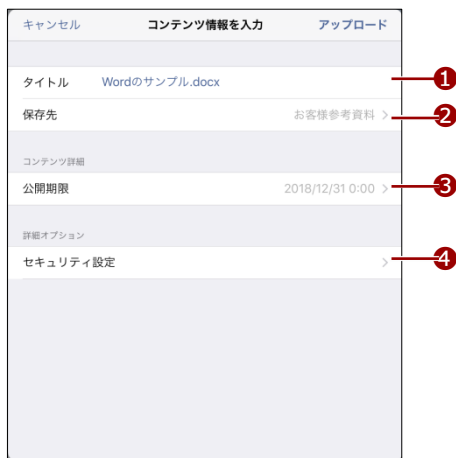 キャンセル コンテンツ情報を入力 アップロード
タイトル Wordのサンプル.docx 1
保存先 お客様参考資料 > 2
コンテンツ詳細
公開期限 2018/12/31 0:00 > 3
詳細オプション
セキュリティ設定 > 4